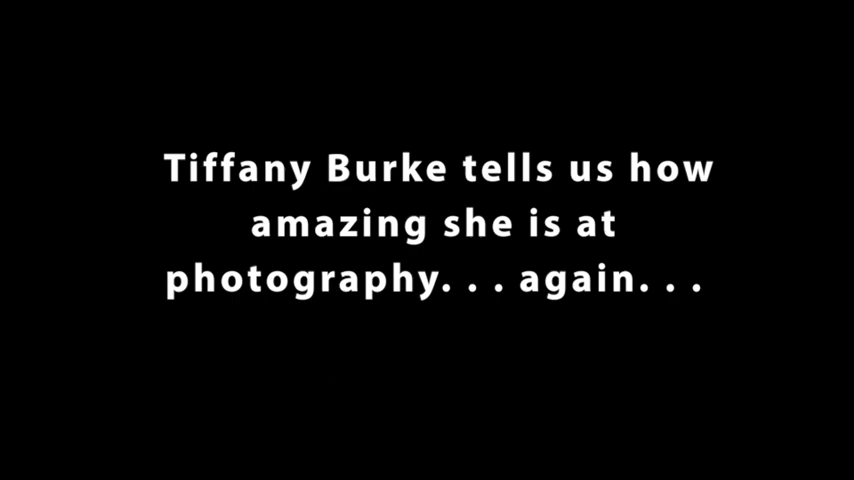 Tiffany Burke tells us how
amazing she is at
photography. . . again. . .